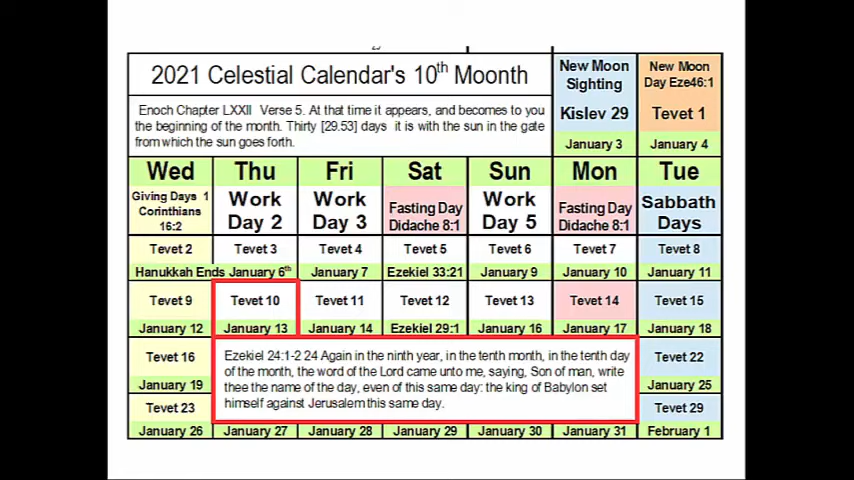 2021 Celestial Calendar's 10th Moonth
Enoch Chapter LXXII Verse 5. At that time it appears, and becomes to you
the beginning of the month. Thirty [29.53] days it is with the sun in the gate
from which the sun goes forth.
New Moon
Sighting
Kislev 29
January 3
New Moon
Day Eze46:1
Tevet 1
January 4
Wed Thu Fri Sat Sun Mon Tue
Giving Days 1
Corinthians
16:2
Work
Day 2
Work
Day 3
Fasting Day
Didache 8:1
Work
Day 5
Fasting Day
Didache 8:1
Sabbath
Days
Tevet 2 Tevet 3 Tevet 4 Tevet 5 Tevet 6 Tevet 7 Tevet 8
Hanukkah Ends January 6th January 7 Ezekiel 33:21 January 9 January 10 January 11
Tevet 9 Tevet 10 Tevet 11 Tevet 12 Tevet 13 Tevet 14 Tevet 15
January 12 January 13 January 14 Ezekiel 29:1 January 16 January 17 January 18
Tevet 16
January 19
Ezekiel 24:1-2 24 Again in the ninth year, in the tenth month, in the tenth day
of the month, the word of the Lord came unto me, saying, Son of man, write
thee the name of the day, even of this same day: the king of Babylon set
himself against Jerusalem this same day.
Tevet 22
January 25
Tevet 23 Tevet 29
January 26 January 27 January 28 January 29 January 30 January 31 February 1